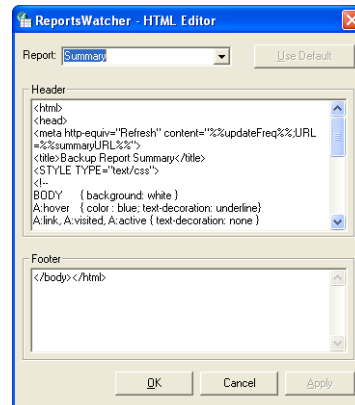 ReportsWatcher - HTML Editor
Report: Summary Use Default
Header
<html>
<head>
<meta http-equiv="Refresh" content="%%updateFreq%%;URL
=%%summaryURL%%">
<title>Backup Report Summary</title>
<STYLE TYPE="text/css">
<!--
BODY { background: white }
A:hover { color : blue; text-decoration: underline}
A:link, A:visited, A:active { text-decoration: none }
Footer
</body></html>
OK Cancel Apply